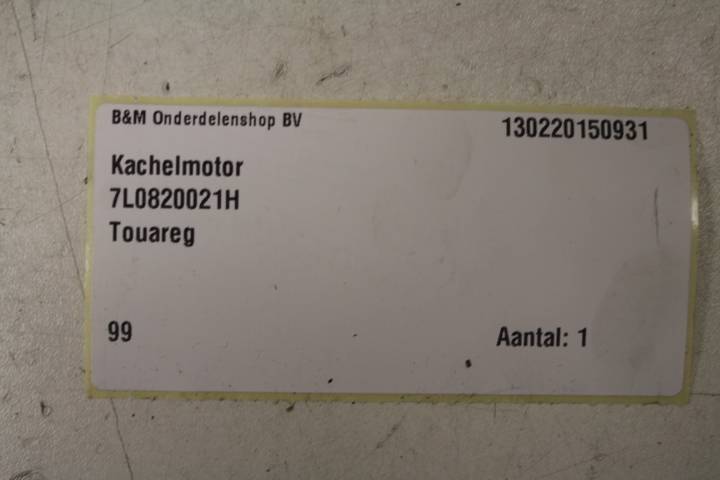 B&M Onderdelenshop BV
130220150931
Kachelmotor
7L0820021H
Touareg
99
Aantal: 1